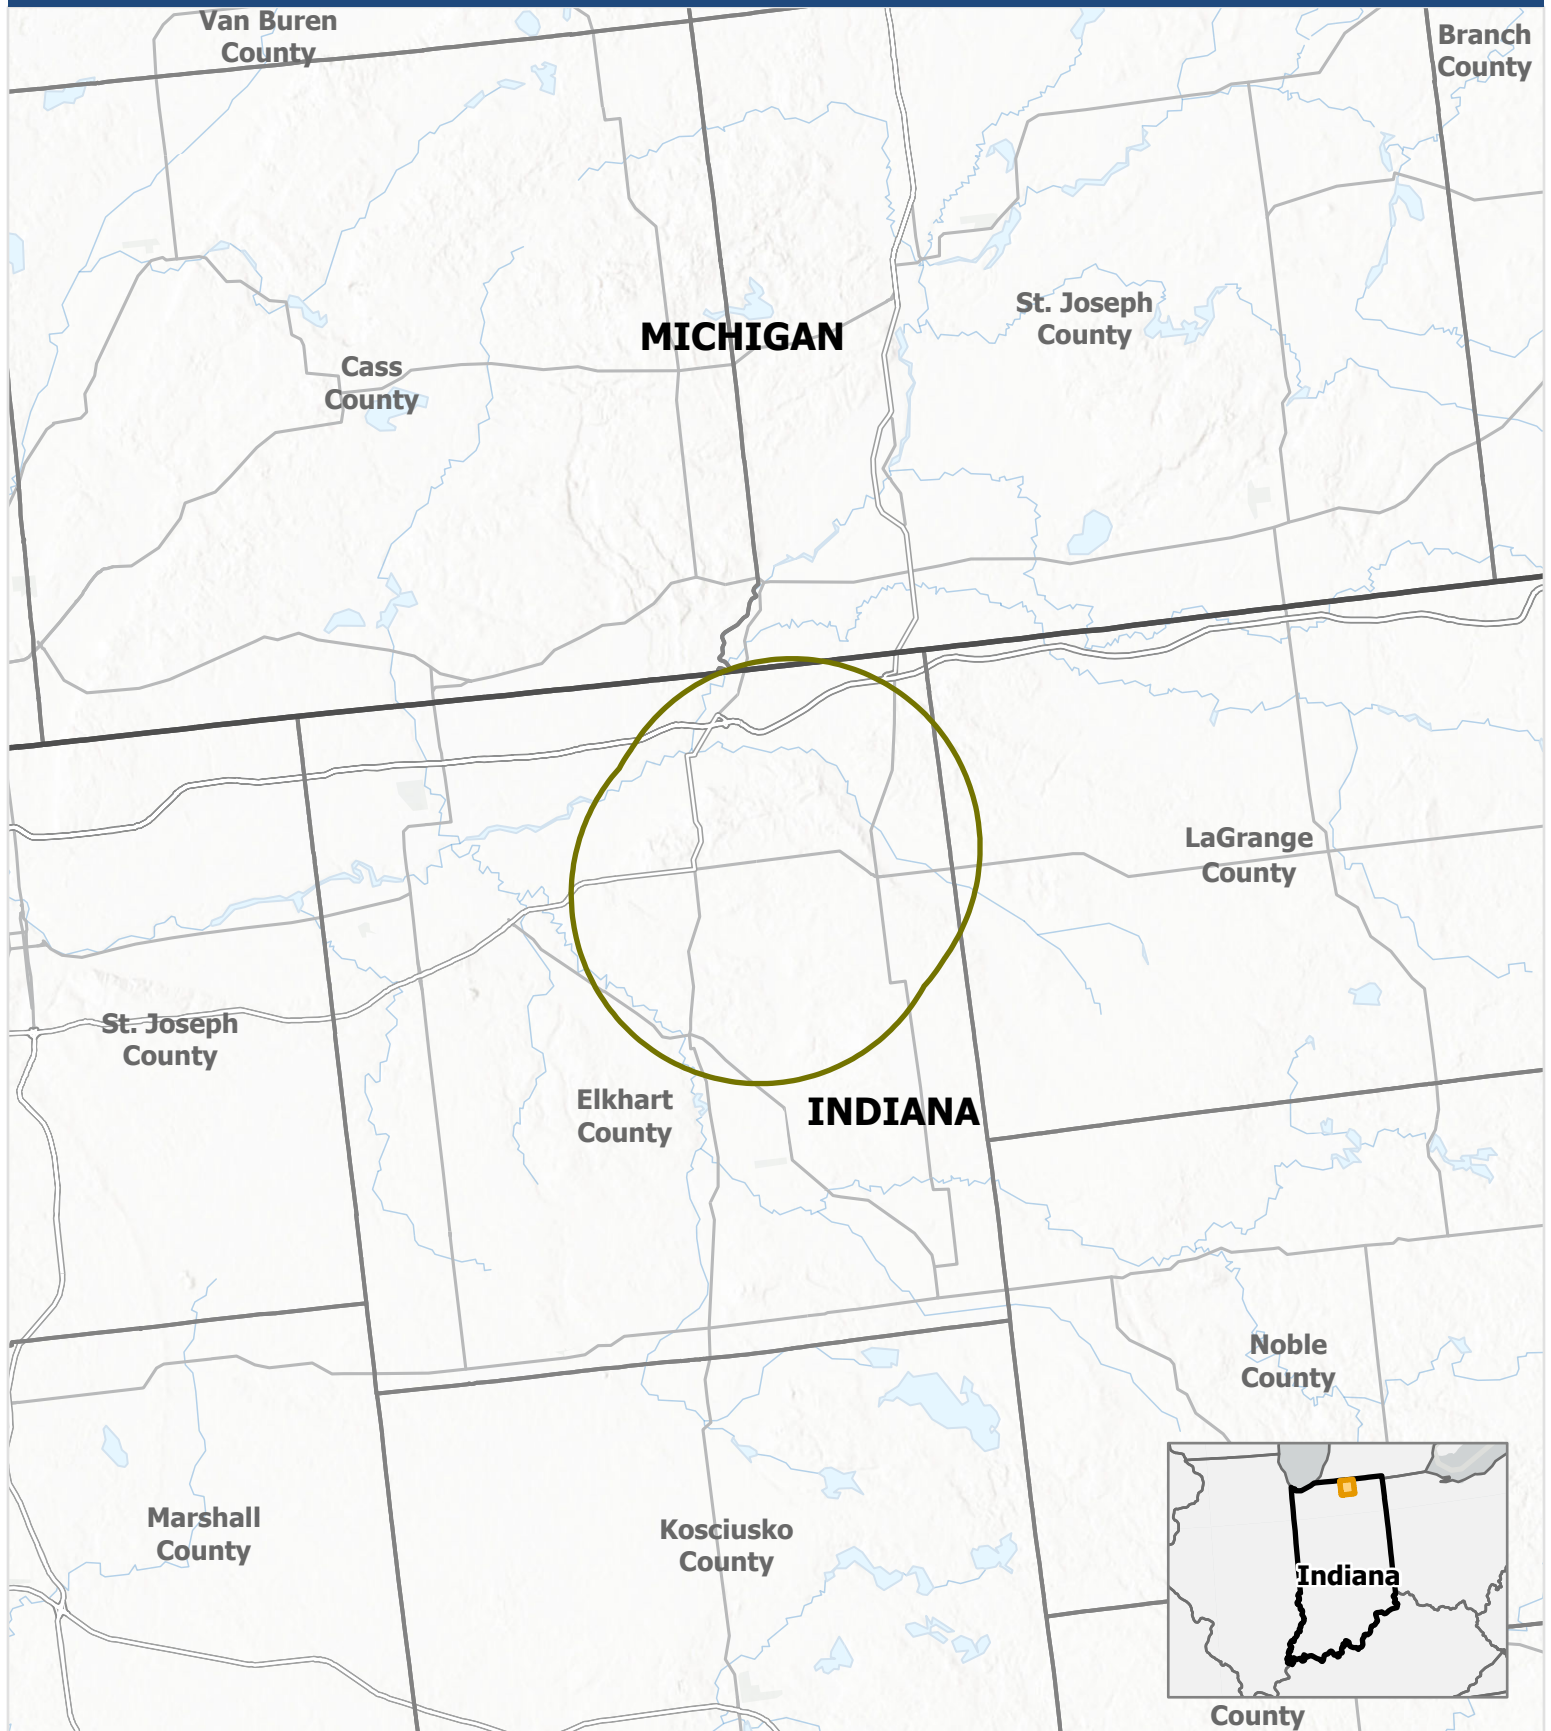 Van Buren
County
Branch
County
MICHIGAN
St. Joseph
County
Cass
County
LaGrange
County
St. Joseph
County
Elkhart
County
INDIANA
Noble
County
Marshall
County
Kosciusko
County
Indiana
County